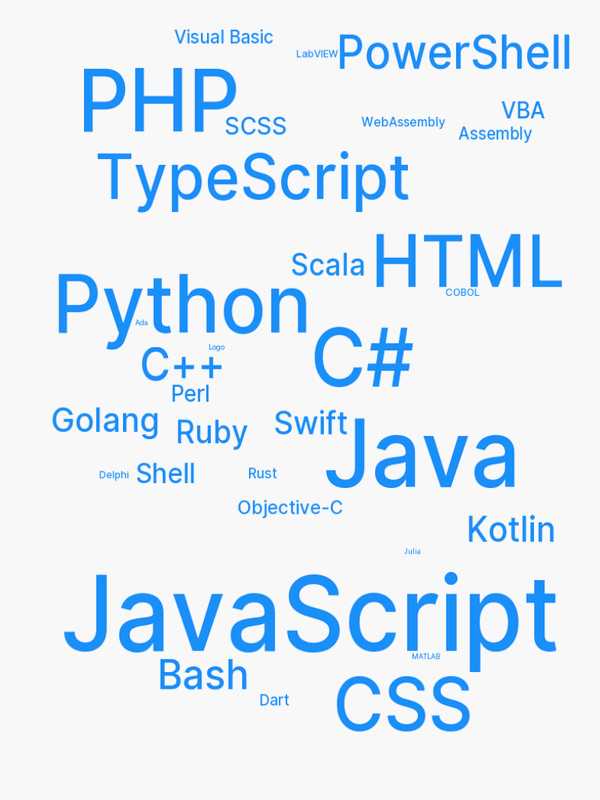 Visual Basic
LabVIEW
PowerShell
PHP
SCSS
VBA
WebAssembly
Assembly
TypeScript
Scala
HTML
COBOL
Python
Ada
Logo
C++
C#
Perl
Golang
Ruby
Swift
Java
Delphi
Shell
Rust
Objective-C
Kotlin
Julia
JavaScript
MATLAB
Bash
Dart
CSS